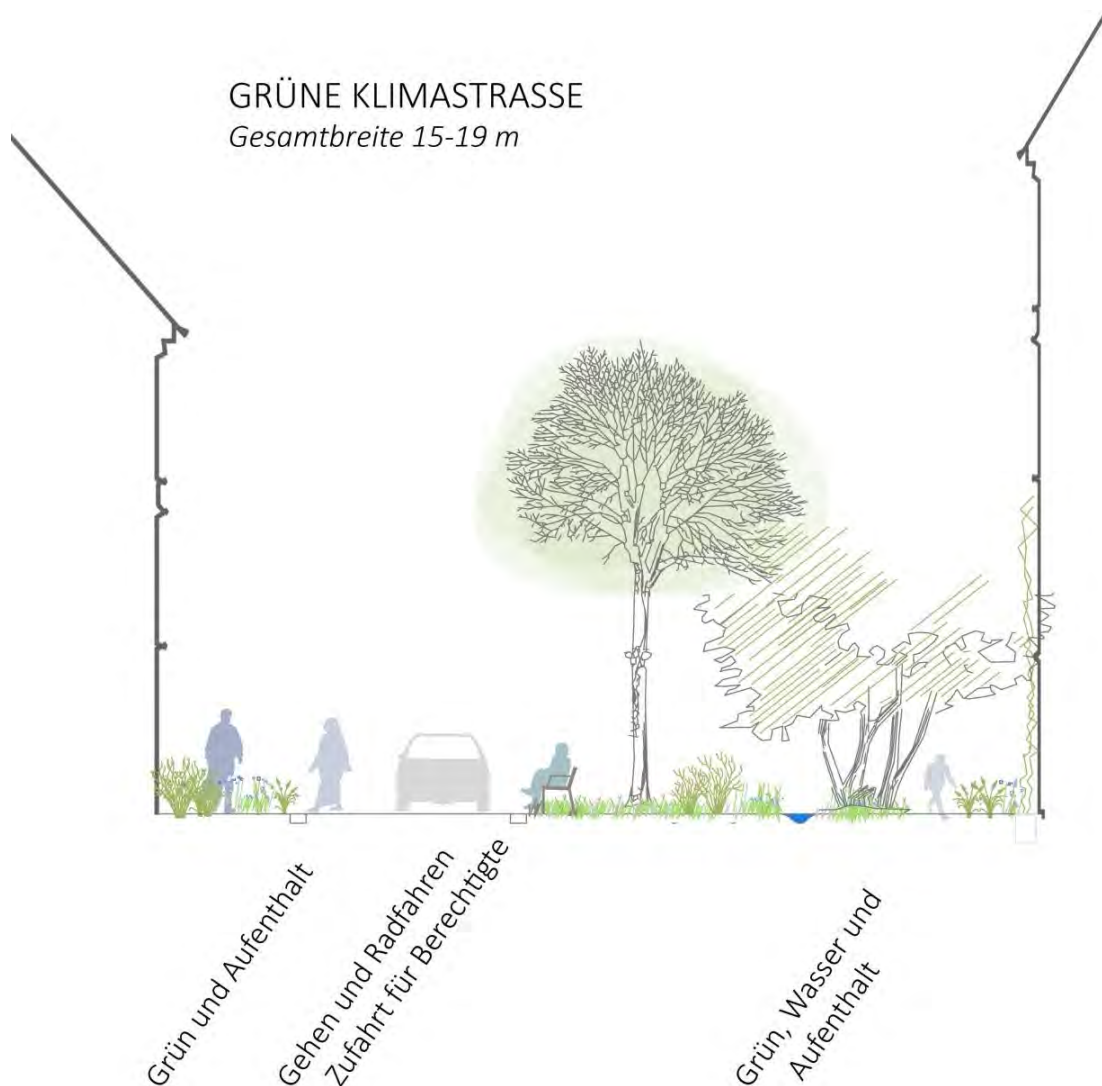 GRÜNE KLIMASTRASSE
Gesamtbreite 15-19 m
Grün und Aufenthalt
Gehen und Radfahren
Zufahrt für Berechtigte
Grün, Wasser und
Aufenthalt